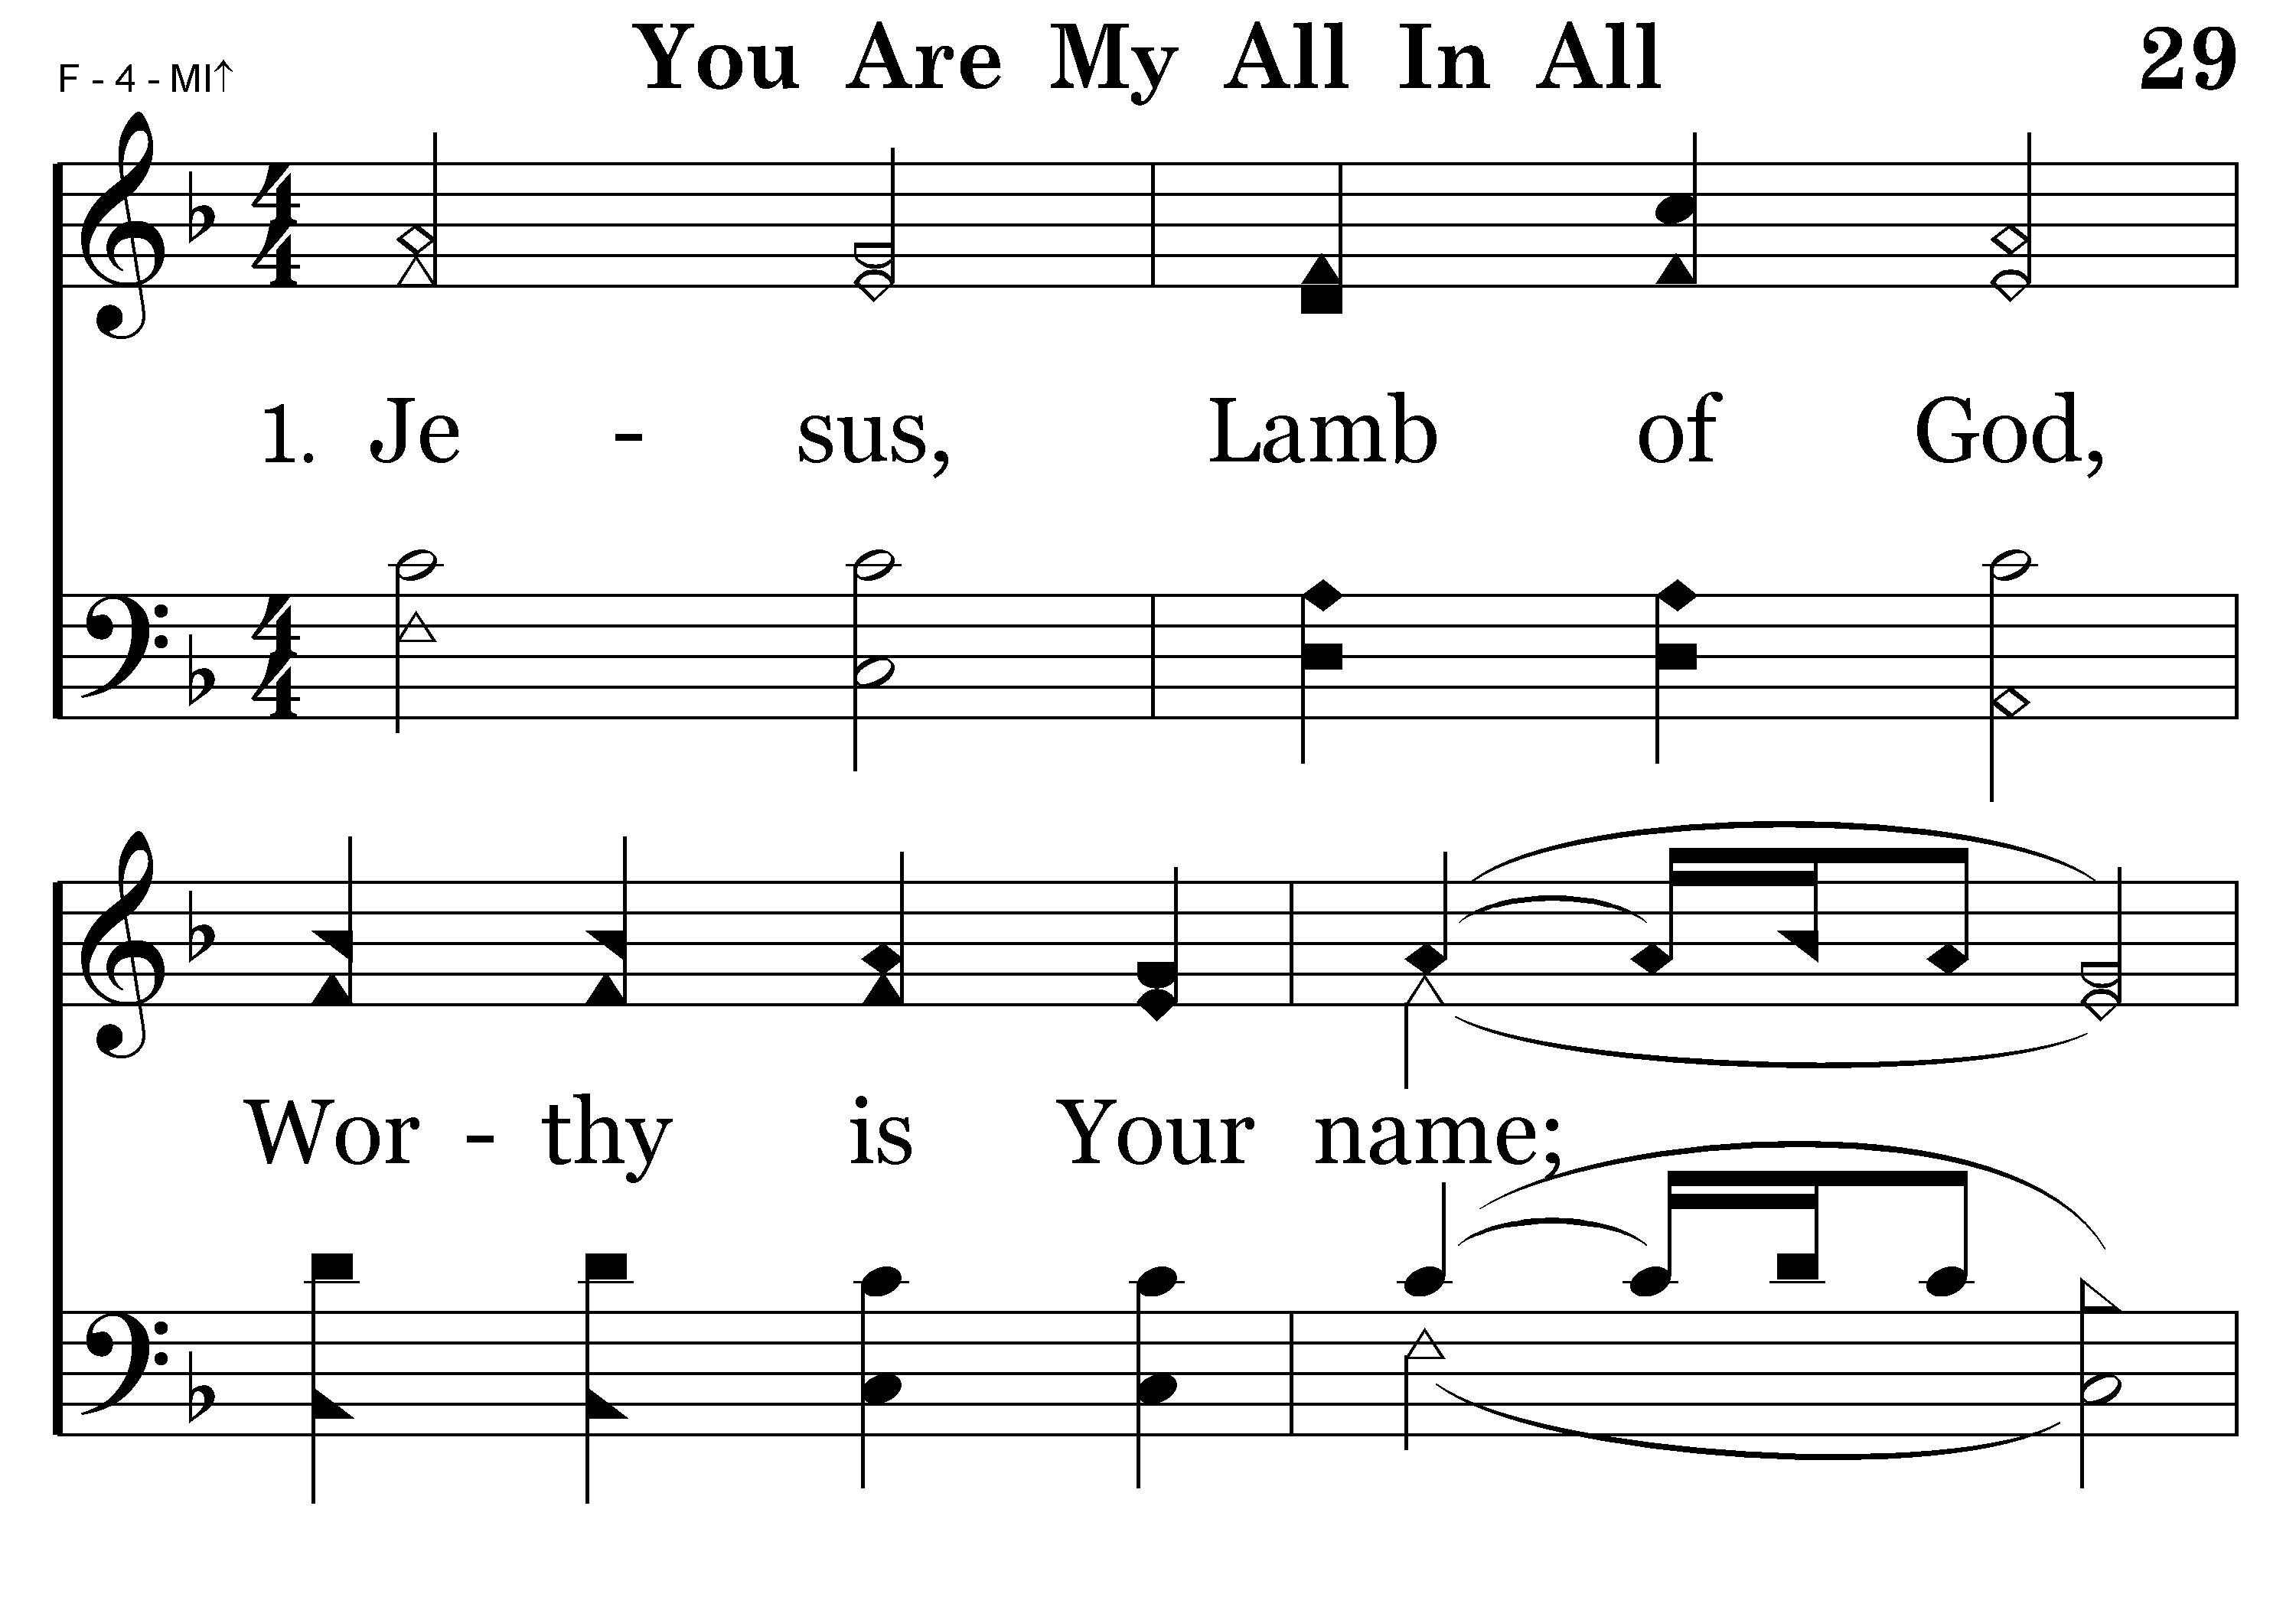 You Are My All In All
29
F - 4 - MI↑
1. Je - sus, Lamb of God,
Wor - thy is Your name;